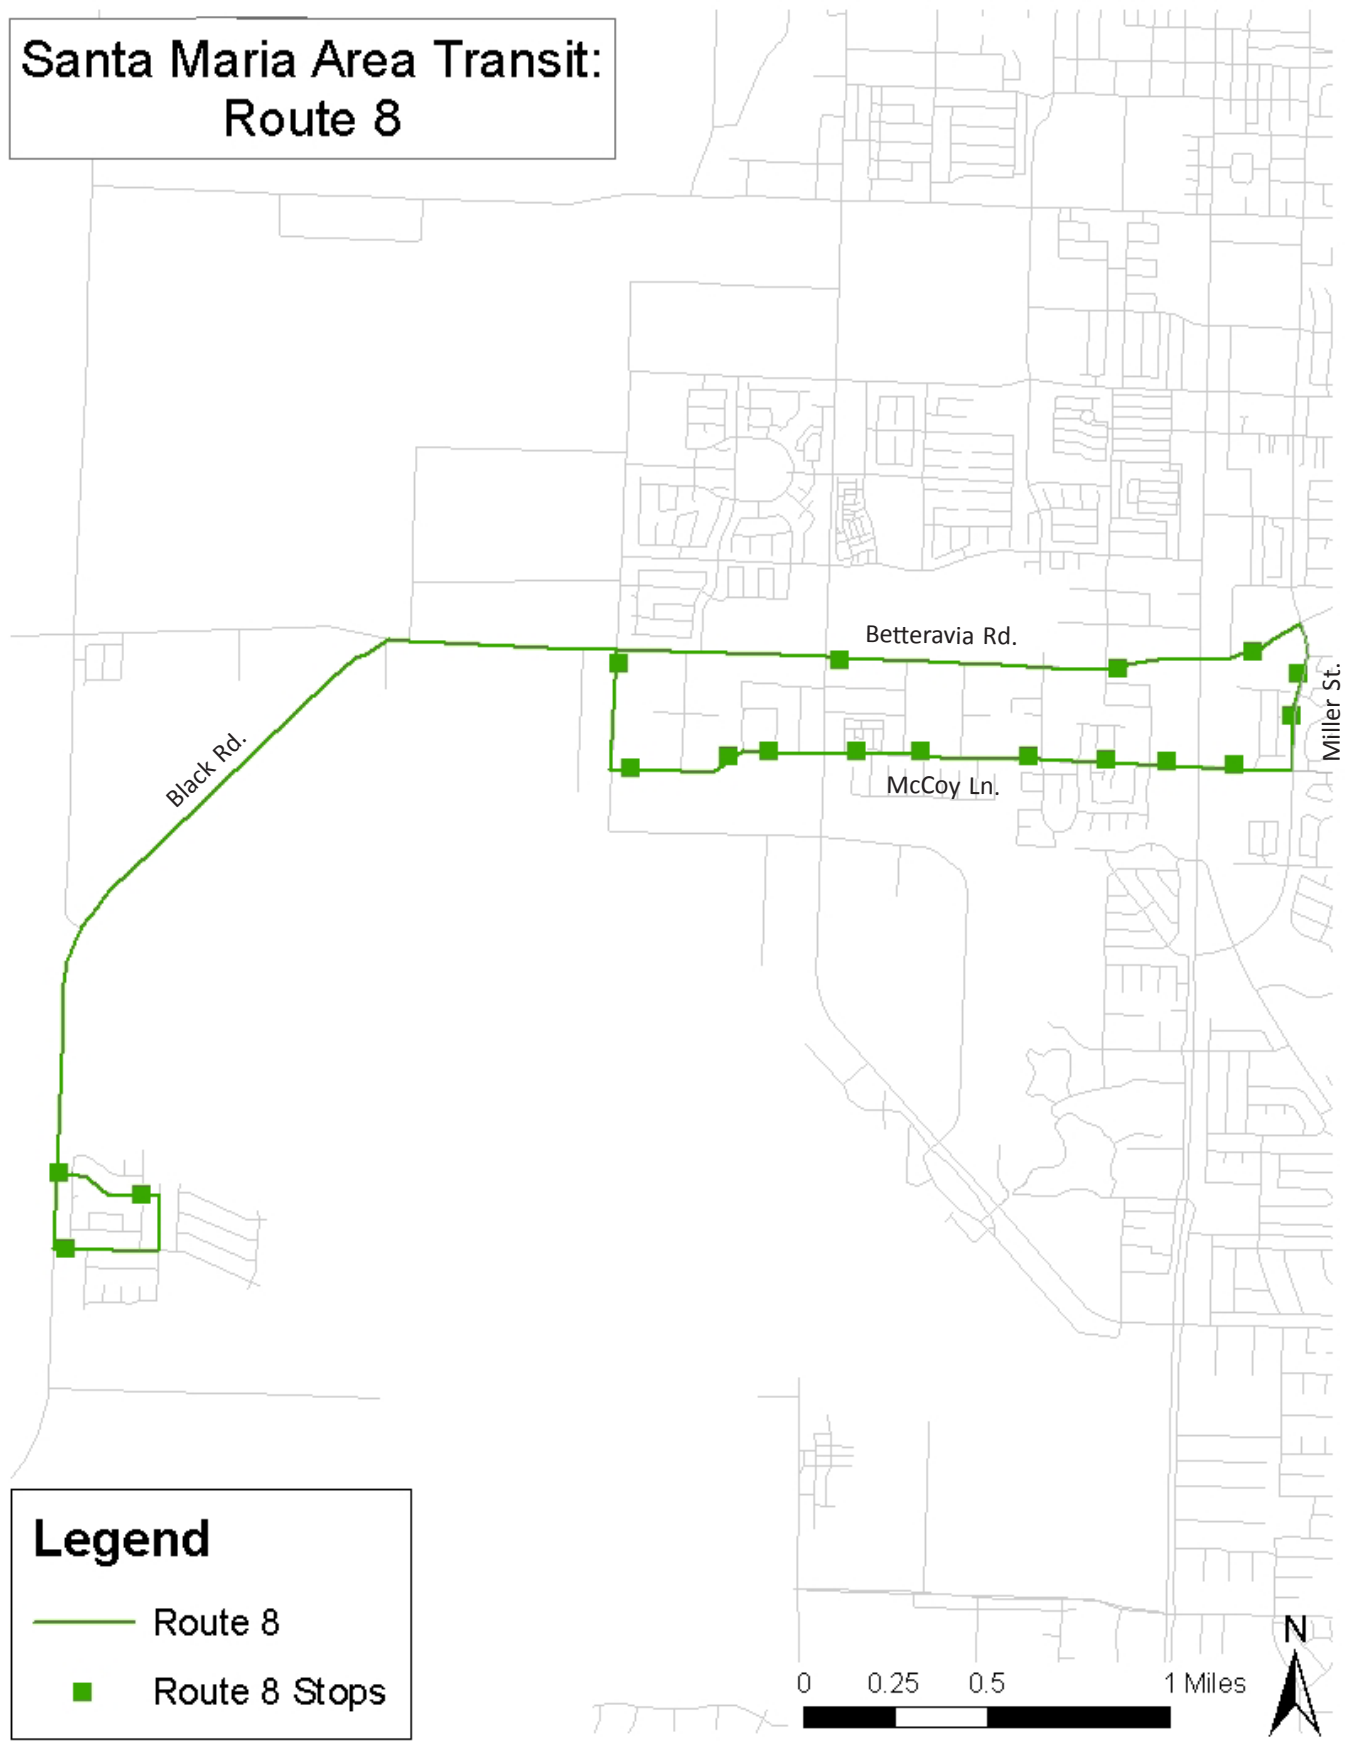 Santa Maria Area Transit:
Route 8
Betteravia Rd.
Miller St.
Black Rd.
McCoy Ln.
Legend
Route 8
Route 8 Stops
N
0 0.25 0.5 1 Miles